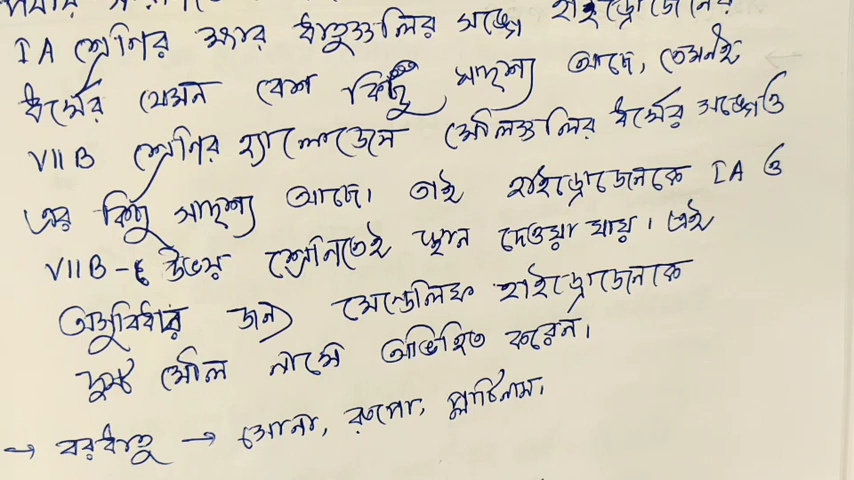 IA শ্রেণির ক্ষার ধাতুগুলির সঙ্গে হাইড্রোজেনের
ধর্মের যেমন বেশ কিছু সাদৃশ্য আছে, তেমনই
VIIB শ্রেণির হ্যালোজেন মৌলগুলির ধর্মের সঙ্গেও
এর কিছু সাদৃশ্য আছে। তাই হাইড্রোজেনকে IA ও
VIIB-র উভয় শ্রেণিতেই স্থান দেওয়া যায়। এই
অসুবিধার জন্য মেন্ডেলিফ হাইড্রোজেনকে
দুষ্ট মৌল নামে অভিহিত করেন।
→ বরধাতু → সোনা, রুপো, প্লাটিনাম,